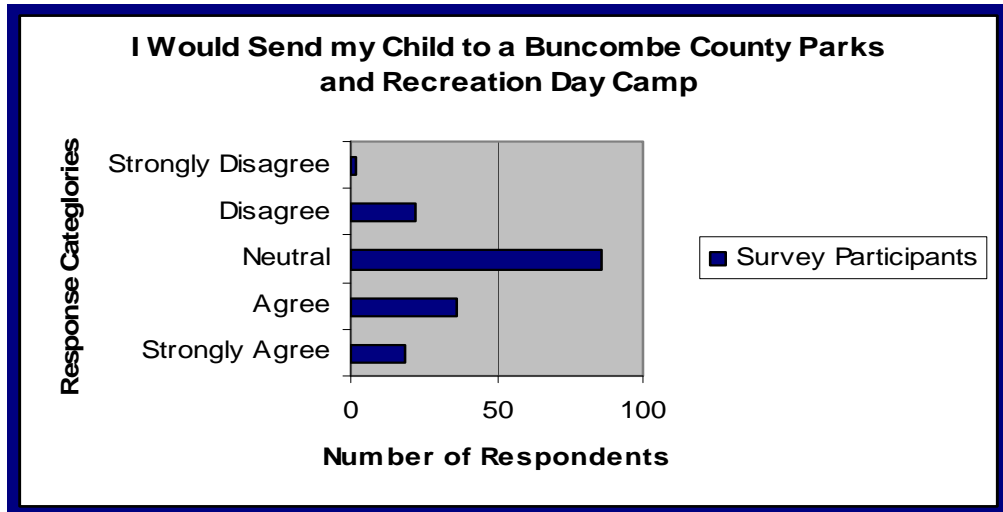 I Would Send my Child to a Buncombe County Parks
and Recreation Day Camp
Response Categlories
Strongly Disagree
Disagree
Neutral
Agree
Strongly Agree
0 50 100
Number of Respondents
Survey Participants